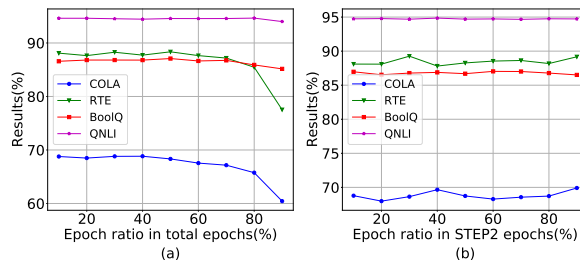 90
80
70
60
Results(%)
COLA
RTE
BoolQ
QNLI
20 40 60 80
Epoch ratio in total epochs(%)
(a)
95
90
85
80
75
70
Results(%)
COLA
RTE
BoolQ
QNLI
20 40 60 80
Epoch ratio in STEP2 epochs(%)
(b)